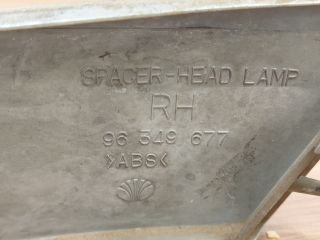 SPACER-HEAD LAMP
RH
96 549 677
>ABS<